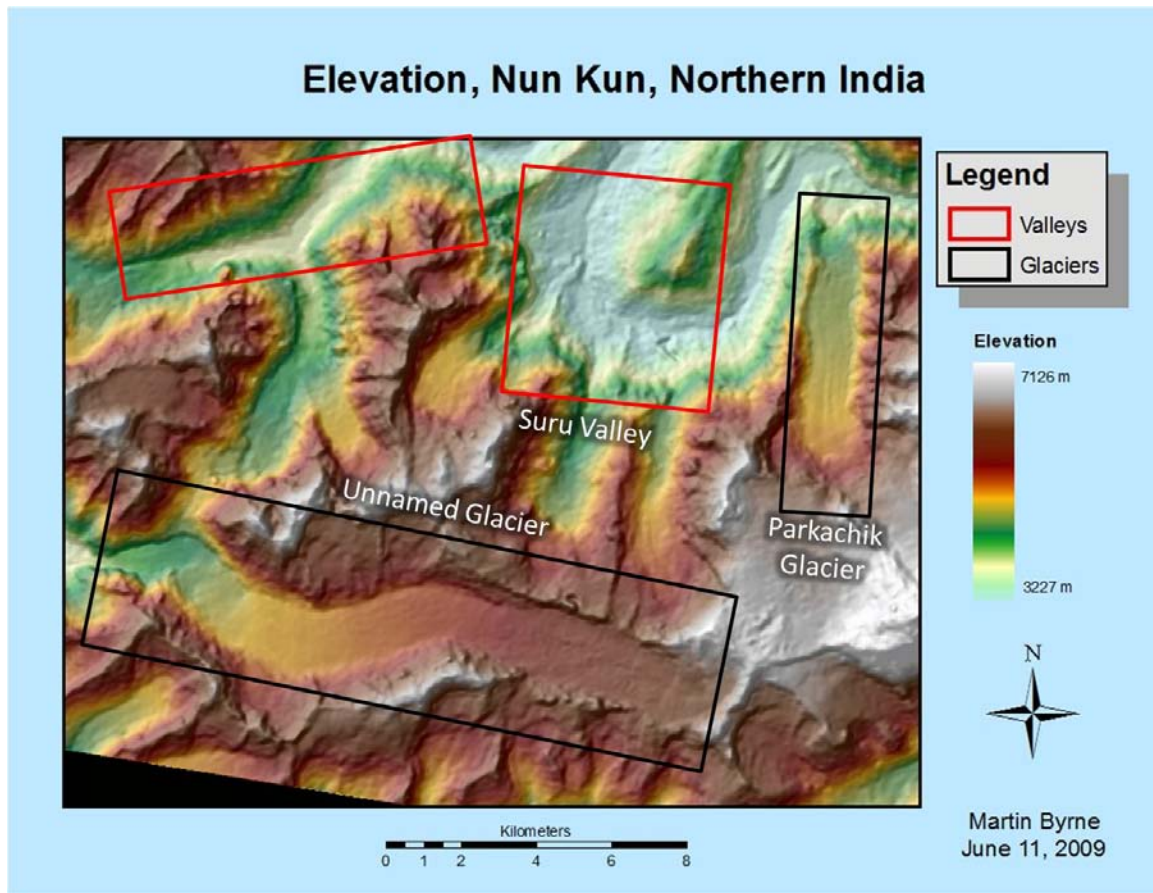 Elevation, Nun Kun, Northern India
Legend
Valleys
Glaciers
Suru Valley
Unnamed Glacier
Parkachik
Glacier
Elevation
7126 m
3227 m
N
Kilometers
0 1 2 4 6 8
Martin Byrne
June 11, 2009